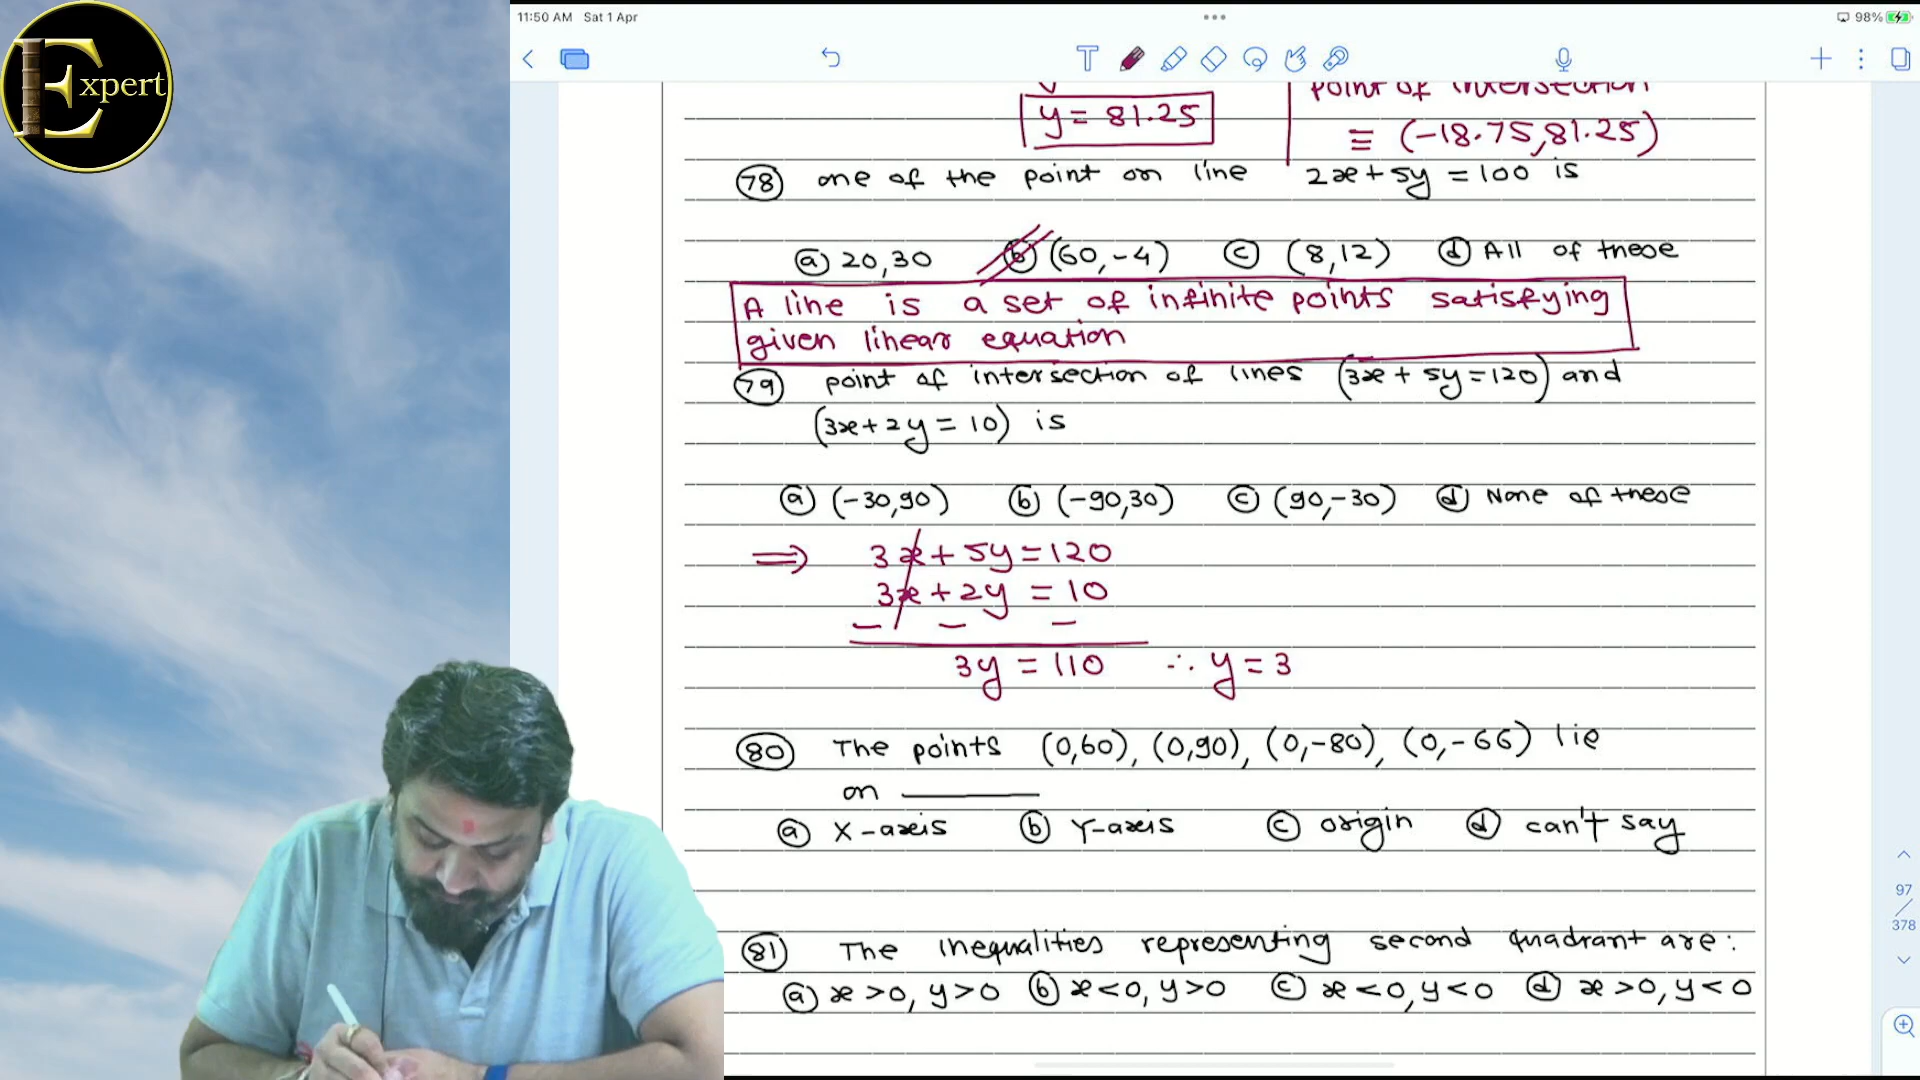 Expert
11:50 AM Sat 1 Apr
98%
T
y = 81.25
point of intersection
≡ (-18.75,81.25)
78 one of the point on line 2x+5y = 100 is
a 20,30 b (60,-4) c (8,12) d All of these
A line is a set of infinite points satisfying
given linear equation
79 point of intersection of lines (3x + 5y=120) and
(3x+2y = 10) is
a (-30,90) b (-90,30) c (90,-30) d None of these
⇒ 3x + 5y = 120
3x + 2y = 10
- - -
3y = 110 ∴ y = 3
80 The points (0,60), (0,90), (0,-80), (0,-66) lie
on ______
a X-axis b Y-axis c origin d can't say
81 The inequalities representing second quadrant are:
a x >0, y>0 b x<0, y>0 c x <0, y<0 d x >0, y<0
97
378